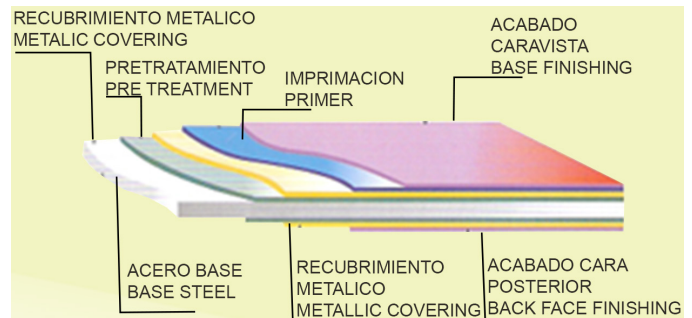 RECUBRIMIENTO METALICO
METALIC COVERING
PRETRATAMIENTO
PRE TREATMENT
IMPRIMACION
PRIMER
ACABADO
CARAVISTA
BASE FINISHING
ACERO BASE
BASE STEEL
RECUBRIMIENTO
METALICO
METALLIC COVERING
ACABADO CARA
POSTERIOR
BACK FACE FINISHING